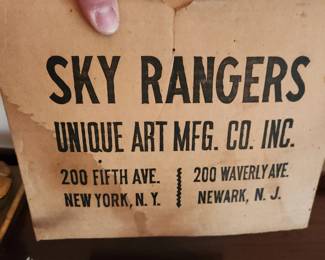 SKY RANGERS
UNIQUE ART MFG. CO. INC.
200 FIFTH AVE. 200 WAVERLY AVE.
NEW YORK, N. Y. NEWARK, N. J.